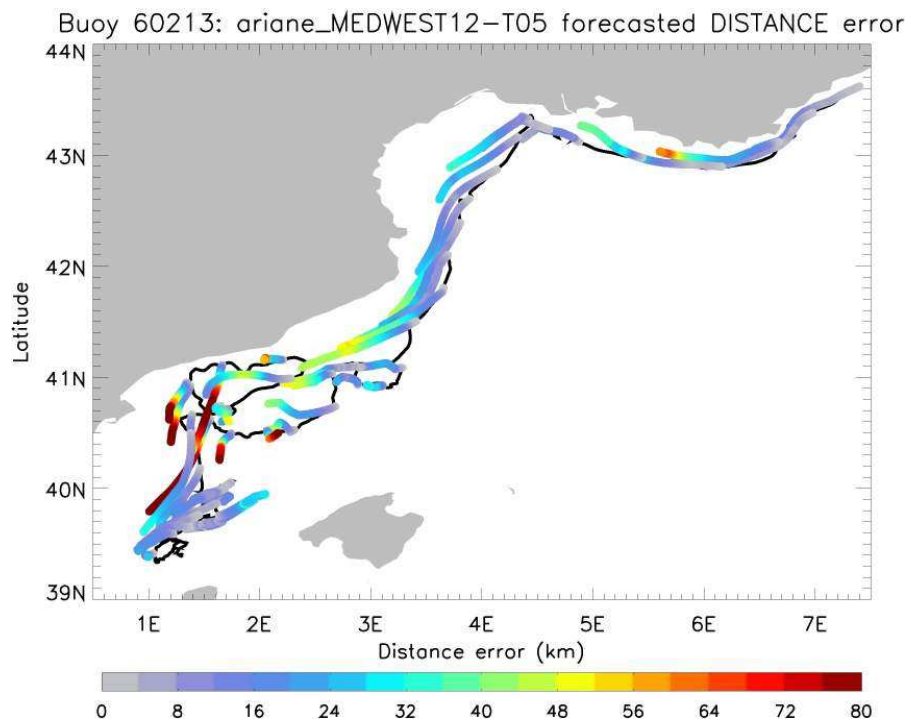 Buoy 60213: ariane_MEDWEST12-T05 forecasted DISTANCE error
44N
43N
42N
41N
40N
39N
Latitude
1E 2E 3E 4E 5E 6E 7E
Distance error (km)
0 8 16 24 32 40 48 56 64 72 80